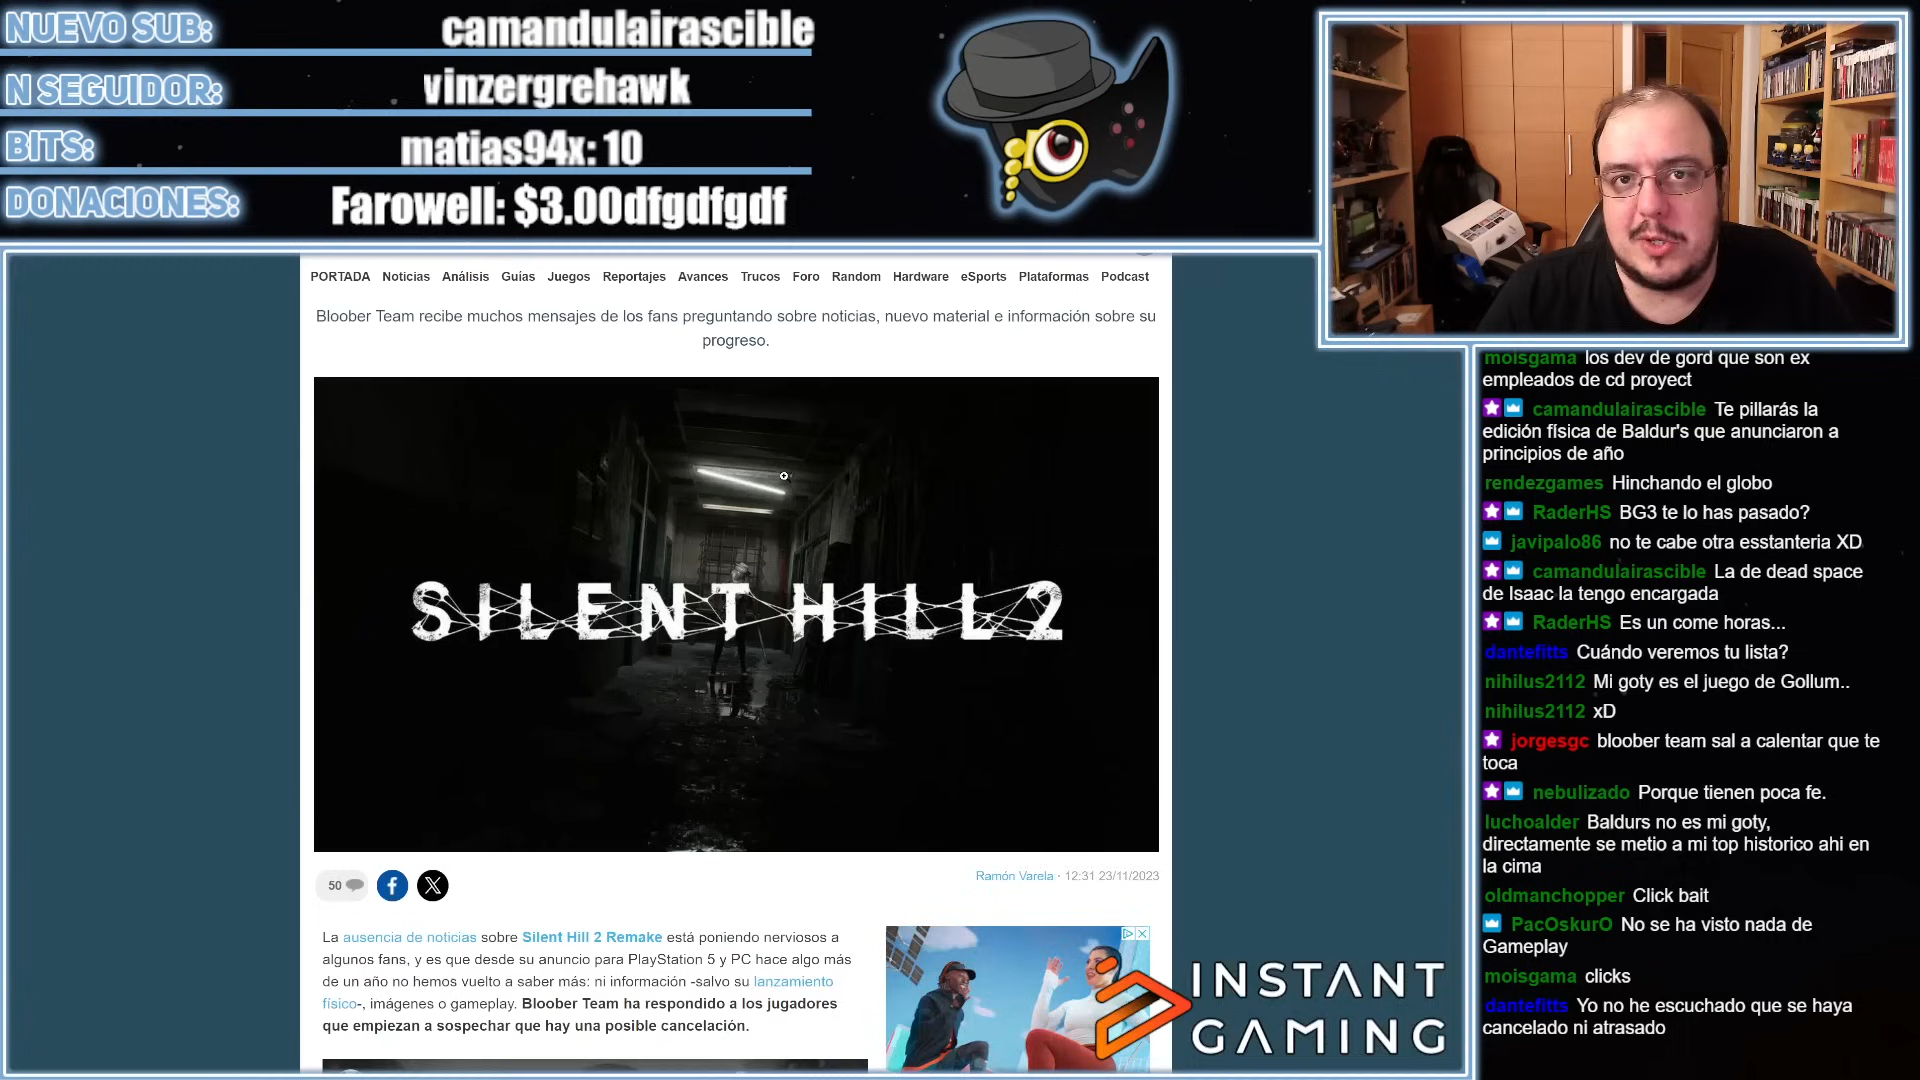 NUEVO SUB:
camandulairascible
N SEGUIDOR:
vinzergrehawk
BITS:
matias94x: 10
DONACIONES:
Farowell: $3.00dfgdfgdf
PORTADA Noticias Análisis Guías Juegos Reportajes Avances Trucos Foro Random Hardware eSports Plataformas Podcast
Bloober Team recibe muchos mensajes de los fans preguntando sobre noticias, nuevo material e información sobre su
progreso.
SILENT HILL 2
50
Ramón Varela · 12:31 23/11/2023
La ausencia de noticias sobre Silent Hill 2 Remake está poniendo nerviosos a
algunos fans, y es que desde su anuncio para PlayStation 5 y PC hace algo más
de un año no hemos vuelto a saber más: ni información -salvo su lanzamiento
físico-, imágenes o gameplay. Bloober Team ha respondido a los jugadores
que empiezan a sospechar que hay una posible cancelación.
INSTANT
GAMING
moisgama los dev de gord que son ex
empleados de cd proyect
camandulairascible Te pillarás la
edición física de Baldur's que anunciaron a
principios de año
rendezgames Hinchando el globo
RaderHS BG3 te lo has pasado?
javipalo86 no te cabe otra esstanteria XD
camandulairascible La de dead space
de Isaac la tengo encargada
RaderHS Es un come horas...
dantefitts Cuándo veremos tu lista?
nihilus2112 Mi goty es el juego de Gollum..
nihilus2112 xD
jorgesgc bloober team sal a calentar que te
toca
nebulizado Porque tienen poca fe.
luchoalder Baldurs no es mi goty,
directamente se metio a mi top historico ahi en
la cima
oldmanchopper Click bait
PacOskurO No se ha visto nada de
Gameplay
moisgama clicks
dantefitts Yo no he escuchado que se haya
cancelado ni atrasado